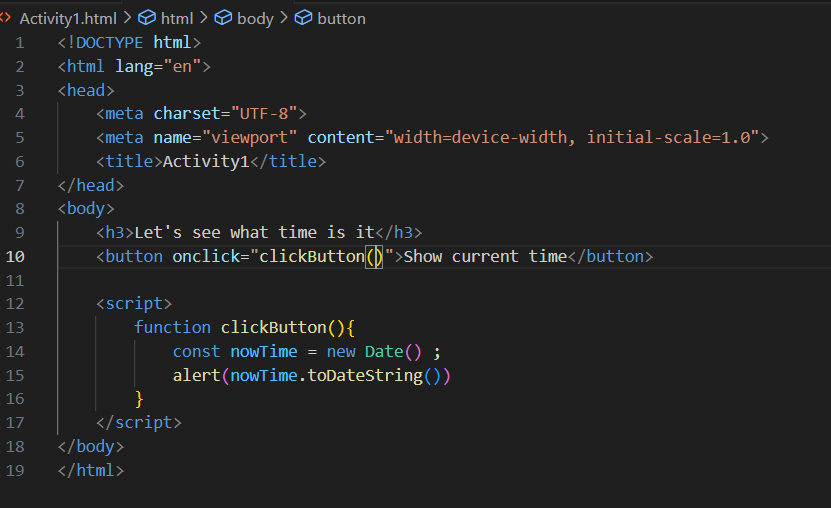 Activity1.html > html > body > button
1 <!DOCTYPE html>
2 <html lang="en">
3 <head>
4     <meta charset="UTF-8">
5     <meta name="viewport" content="width=device-width, initial-scale=1.0">
6     <title>Activity1</title>
7 </head>
8 <body>
9     <h3>Let's see what time is it</h3>
10     <button onclick="clickButton()">Show current time</button>
11
12     <script>
13         function clickButton(){
14             const nowTime = new Date() ;
15             alert(nowTime.toDateString())
16         }
17     </script>
18 </body>
19 </html>